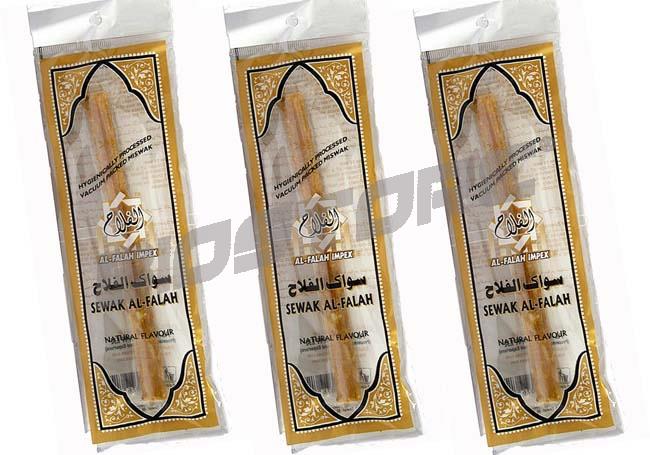 HYGIENICALLY PROCESSED
VACUUM PACKED MISWAK
الفلاح
AL-FALAH IMPEX
سواك الفلاح
SEWAK AL-FALAH
NATURAL FLAVOUR
HYGIENICALLY PROCESSED
VACUUM PACKED MISWAK
الفلاح
AL-FALAH IMPEX
سواك الفلاح
SEWAK AL-FALAH
NATURAL FLAVOUR
HYGIENICALLY PROCESSED
VACUUM PACKED MISWAK
الفلاح
AL-FALAH IMPEX
سواك الفلاح
SEWAK AL-FALAH
NATURAL FLAVOUR